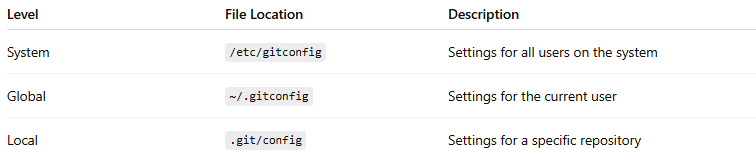 Level File Location Description
System /etc/gitconfig Settings for all users on the system
Global ~/.gitconfig Settings for the current user
Local .git/config Settings for a specific repository